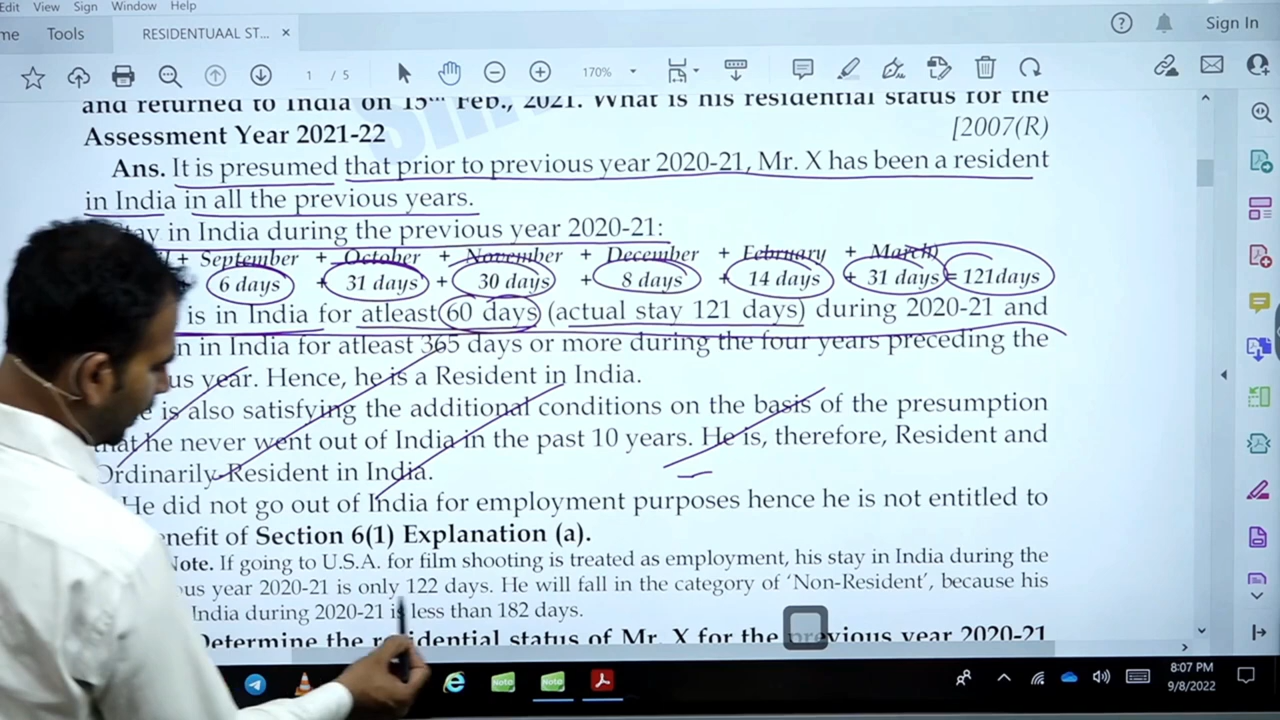 Edit View Sign Window Help
me Tools RESIDENTUAAL ST... × Sign In
1 / 5 170%
and returned to India on 15th Feb., 2021. What is his residential status for the
Assessment Year 2021-22 [2007(R)
Ans. It is presumed that prior to previous year 2020-21, Mr. X has been a resident
in India in all the previous years.
Stay in India during the previous year 2020-21:
+ September + October + November + December + February + March
6 days + 31 days + 30 days + 8 days + 14 days + 31 days = 121days
is in India for atleast 60 days (actual stay 121 days) during 2020-21 and
n in India for atleast 365 days or more during the four years preceding the
us year. Hence, he is a Resident in India.
e is also satisfying the additional conditions on the basis of the presumption
that he never went out of India in the past 10 years. He is, therefore, Resident and
Ordinarily-Resident in India.
He did not go out of India for employment purposes hence he is not entitled to
enefit of Section 6(1) Explanation (a).
Note. If going to U.S.A. for film shooting is treated as employment, his stay in India during the
us year 2020-21 is only 122 days. He will fall in the category of ‘Non-Resident’, because his
India during 2020-21 is less than 182 days.
Determine the residential status of Mr. X for the previous year 2020-21
Note Note
8:07 PM
9/8/2022